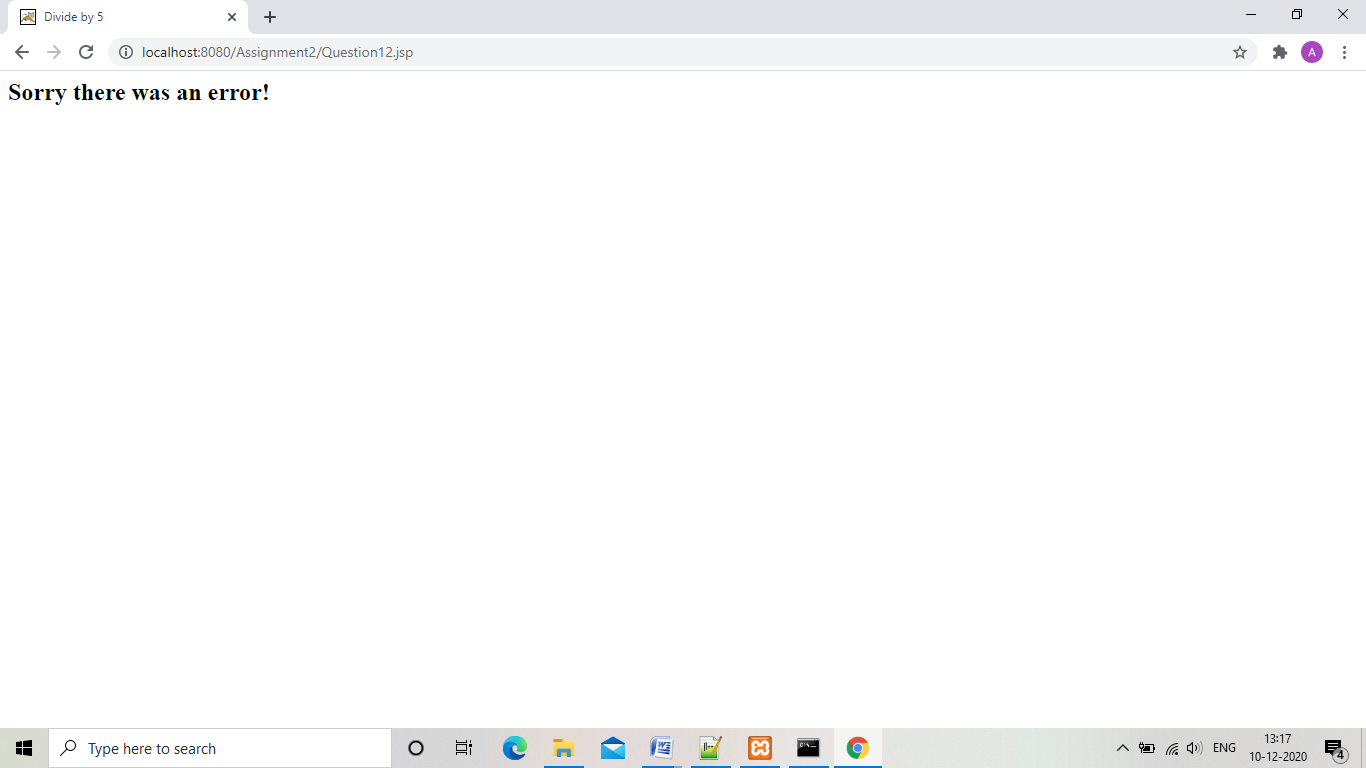 Divide by 5
localhost:8080/Assignment2/Question12.jsp
A
Sorry there was an error!
Type here to search
ENG
13:17
10-12-2020
4